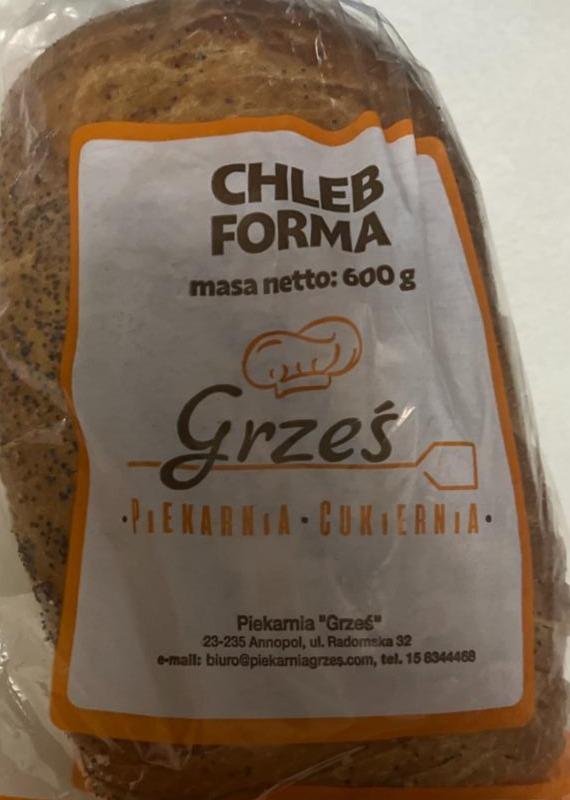 CHLEB
FORMA
masa netto: 600 g
Grześ
•PIEKARNIA•CUKIERNIA•
Piekarnia "Grześ"
23-235 Annopol, ul. Radomska 32
e-mail: biuro@piekarniagrzes.com, tel. 15 8344468